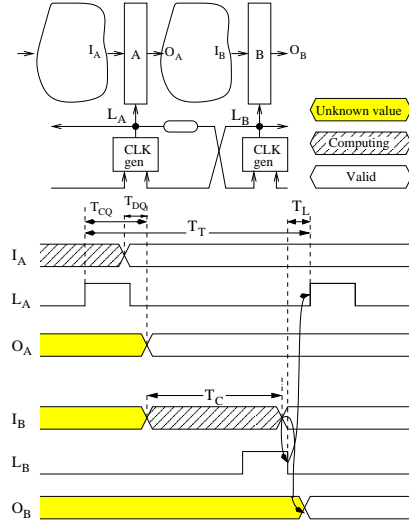 I_A A O_A I_B B O_B
L_A L_B
CLK gen
CLK gen
Unknown value
Computing
Valid
T_CQ T_DQ T_L
T_T
I_A
L_A
O_A
T_C
I_B
L_B
O_B